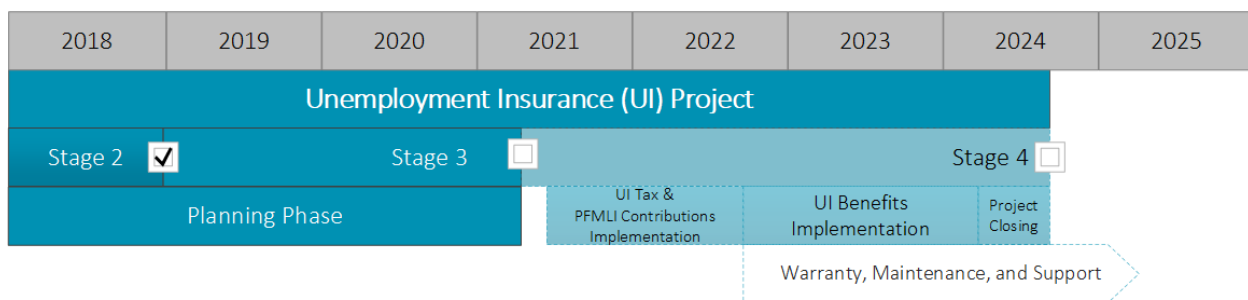 2018 2019 2020 2021 2022 2023 2024 2025
Unemployment Insurance (UI) Project
Stage 2 Stage 3 Stage 4
Planning Phase
UI Tax &
PFMLI Contributions
Implementation
UI Benefits
Implementation
Project
Closing
Warranty, Maintenance, and Support